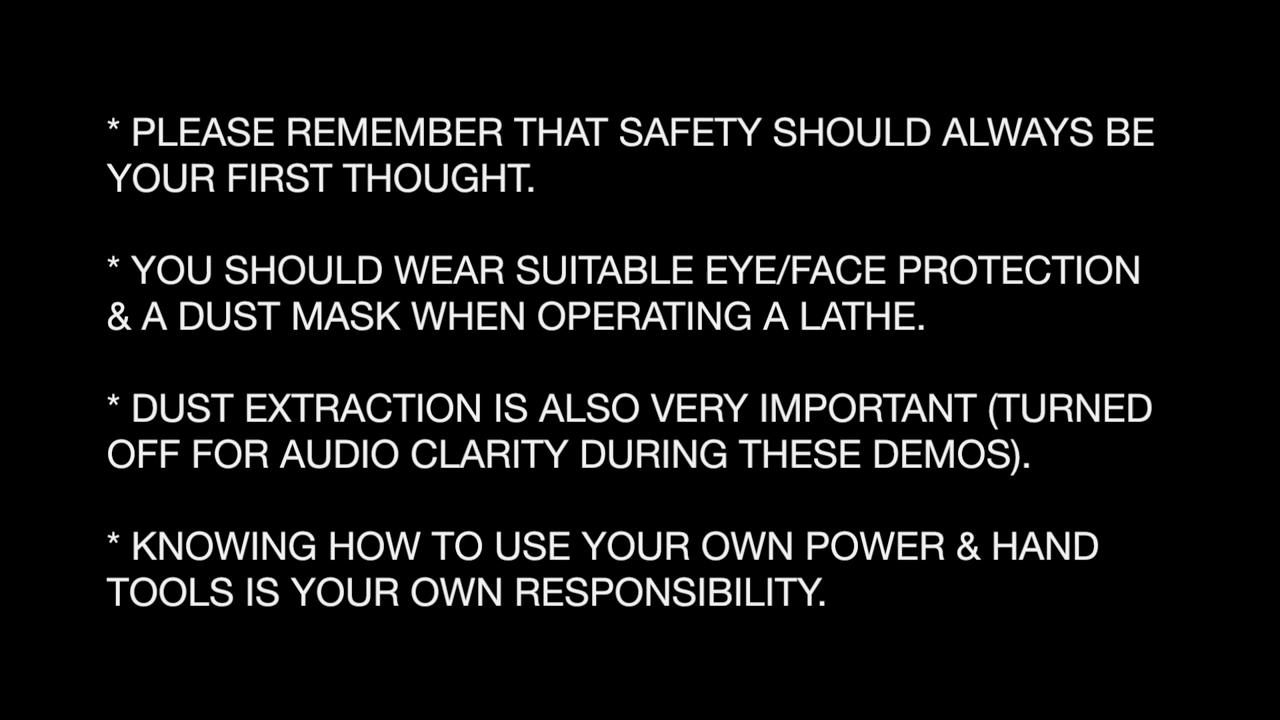 * PLEASE REMEMBER THAT SAFETY SHOULD ALWAYS BE
YOUR FIRST THOUGHT.
* YOU SHOULD WEAR SUITABLE EYE/FACE PROTECTION
& A DUST MASK WHEN OPERATING A LATHE.
* DUST EXTRACTION IS ALSO VERY IMPORTANT (TURNED
OFF FOR AUDIO CLARITY DURING THESE DEMOS).
* KNOWING HOW TO USE YOUR OWN POWER & HAND
TOOLS IS YOUR OWN RESPONSIBILITY.